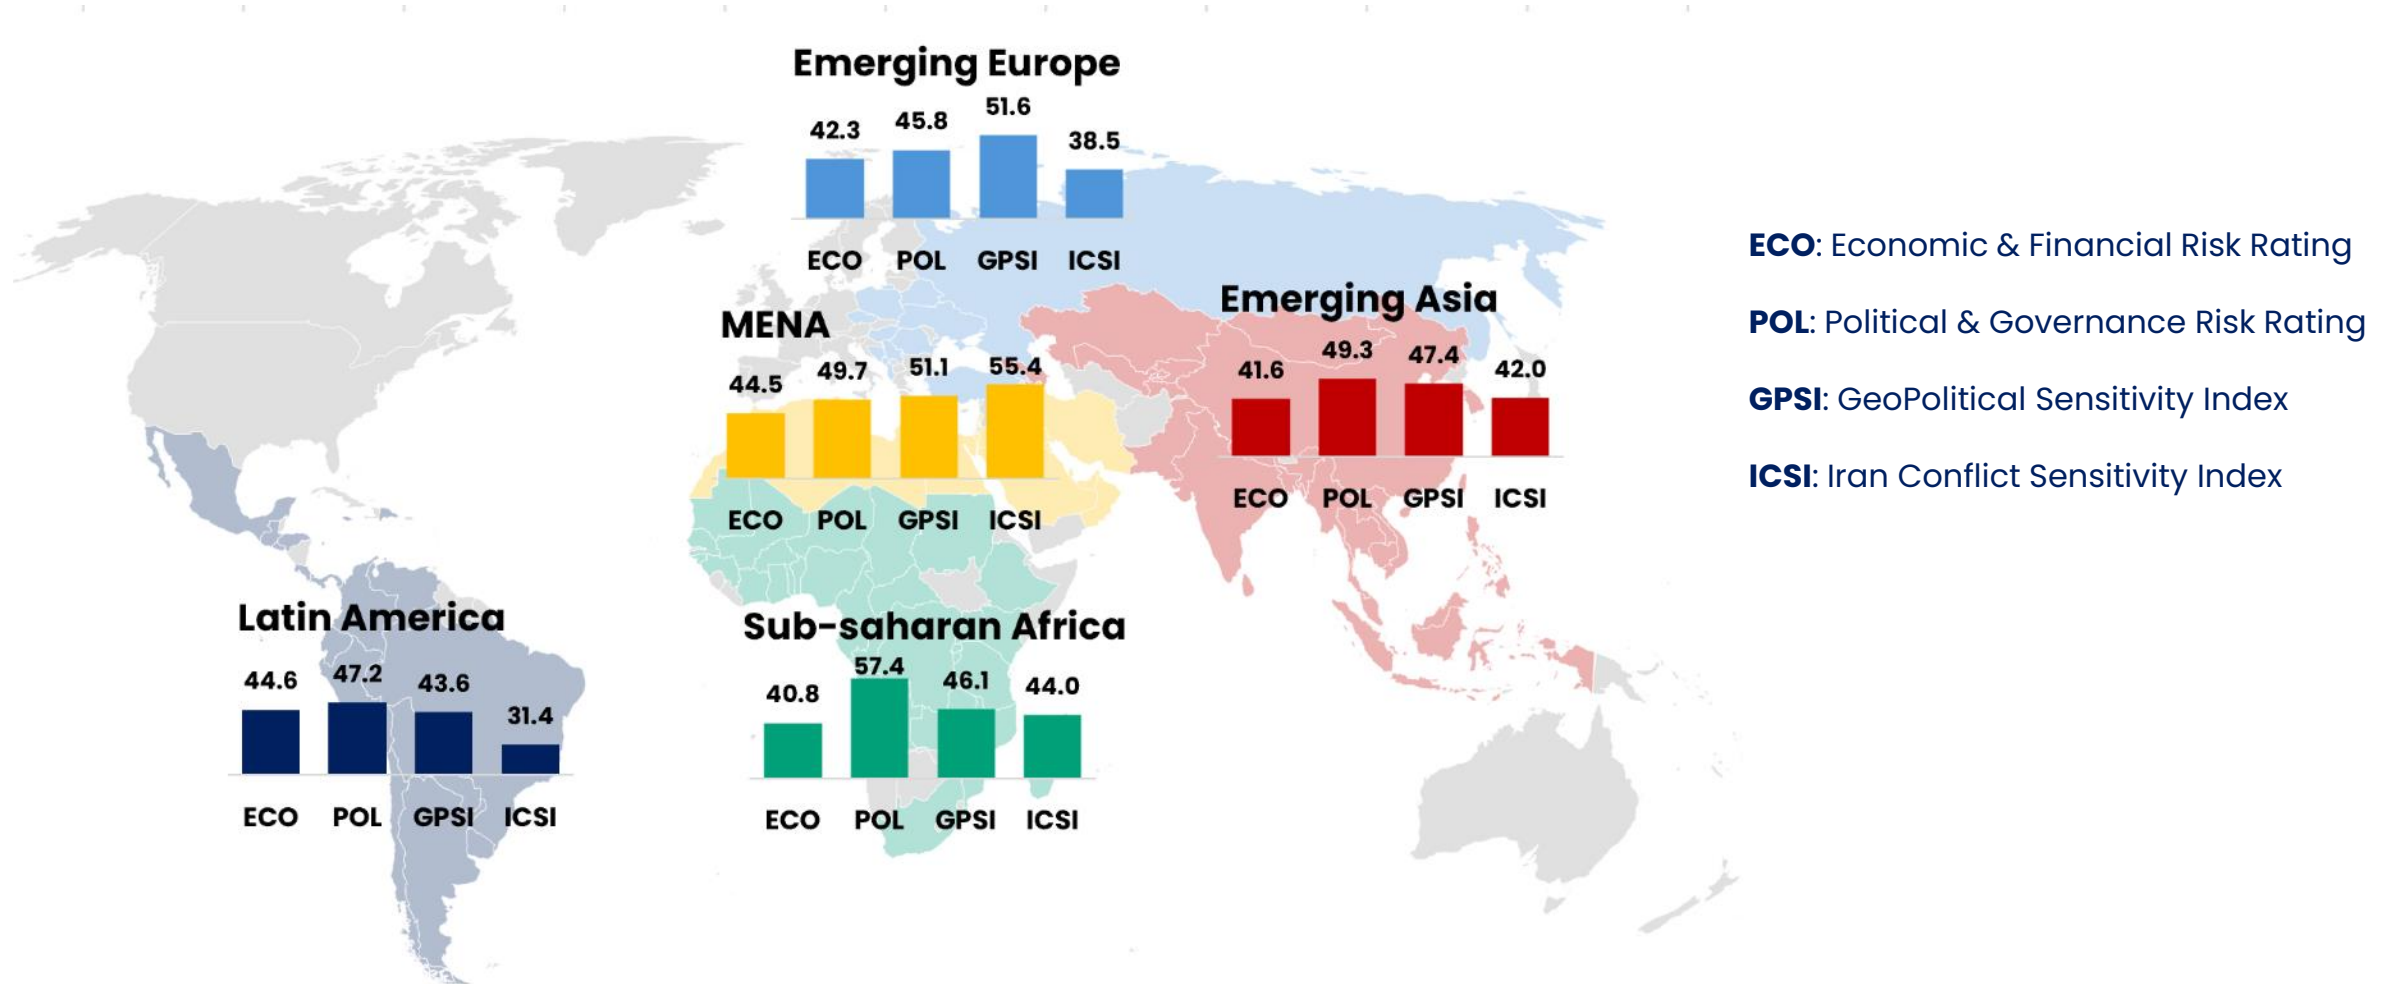 Emerging Europe
42.3 45.8 51.6 38.5
ECO POL GPSI ICSI
MENA
44.5 49.7 51.1 55.4
ECO POL GPSI ICSI
Emerging Asia
41.6 49.3 47.4 42.0
ECO POL GPSI ICSI
Latin America
44.6 47.2 43.6 31.4
ECO POL GPSI ICSI
Sub-saharan Africa
40.8 57.4 46.1 44.0
ECO POL GPSI ICSI
ECO: Economic & Financial Risk Rating
POL: Political & Governance Risk Rating
GPSI: GeoPolitical Sensitivity Index
ICSI: Iran Conflict Sensitivity Index